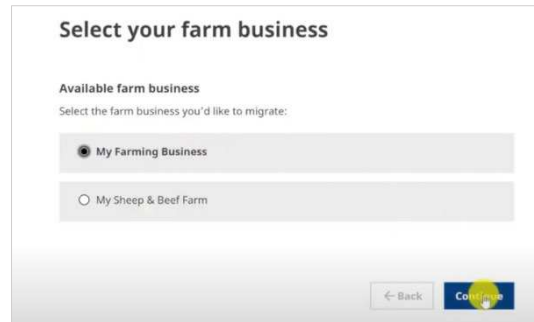 Select your farm business
Available farm business
Select the farm business you'd like to migrate:
My Farming Business
My Sheep & Beef Farm
← Back
Continue